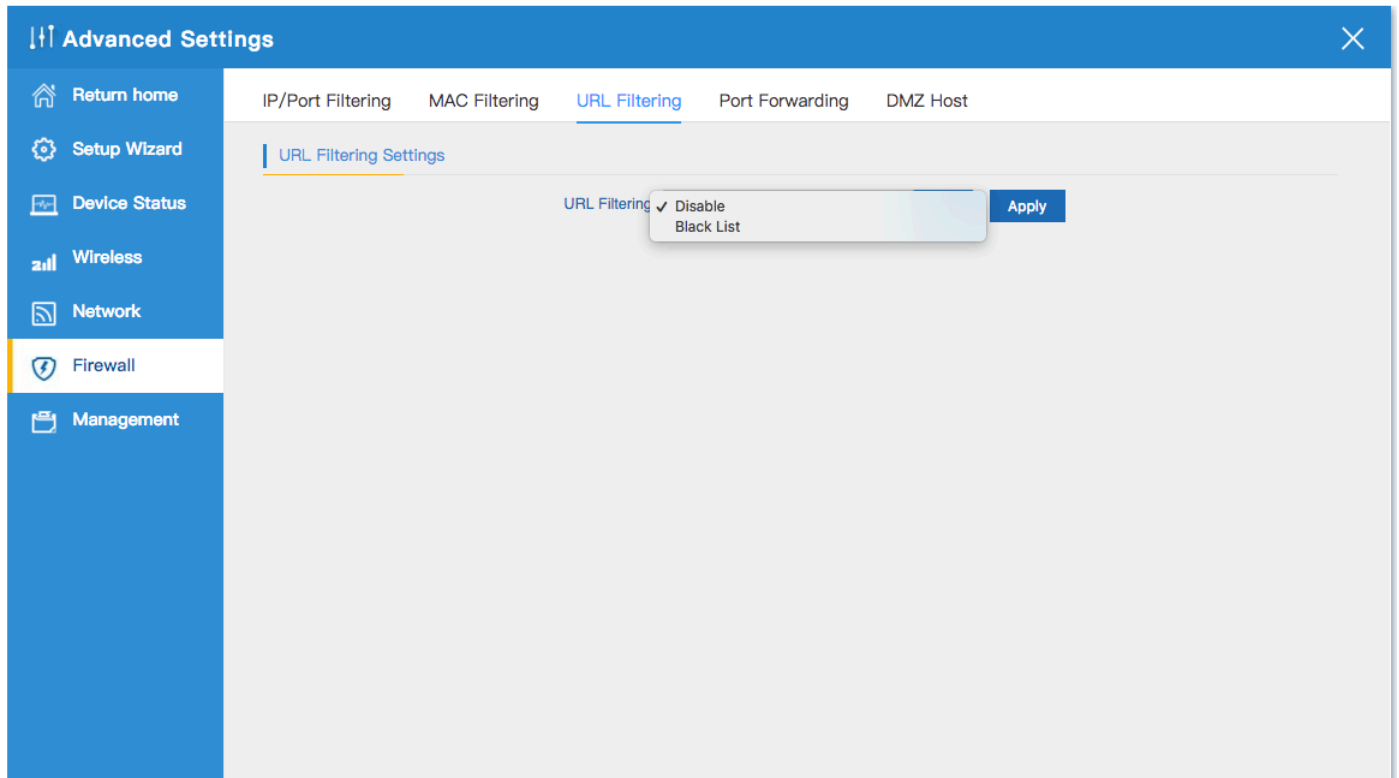 Advanced Settings
Return home
Setup Wizard
Device Status
Wireless
Network
Firewall
Management
IP/Port Filtering MAC Filtering URL Filtering Port Forwarding DMZ Host
URL Filtering Settings
URL Filtering ✓ Disable Apply
Black List